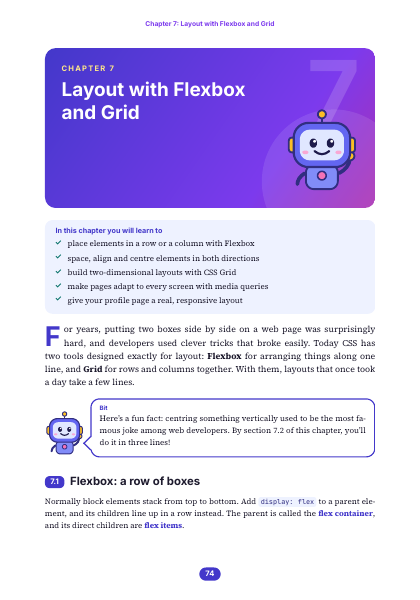 Chapter 7: Layout with Flexbox and Grid
CHAPTER 7
7
Layout with Flexbox
and Grid
In this chapter you will learn to
place elements in a row or a column with Flexbox
space, align and centre elements in both directions
build two-dimensional layouts with CSS Grid
make pages adapt to every screen with media queries
give your profile page a real, responsive layout
For years, putting two boxes side by side on a web page was surprisingly
hard, and developers used clever tricks that broke easily. Today CSS has
two tools designed exactly for layout: Flexbox for arranging things along one
line, and Grid for rows and columns together. With them, layouts that once took
a day take a few lines.
Bit
Here's a fun fact: centring something vertically used to be the most fa-
mous joke among web developers. By section 7.2 of this chapter, you'll
do it in three lines!
7.1 Flexbox: a row of boxes
Normally block elements stack from top to bottom. Add display: flex to a parent ele-
ment, and its children line up in a row instead. The parent is called the flex container,
and its direct children are flex items.
74